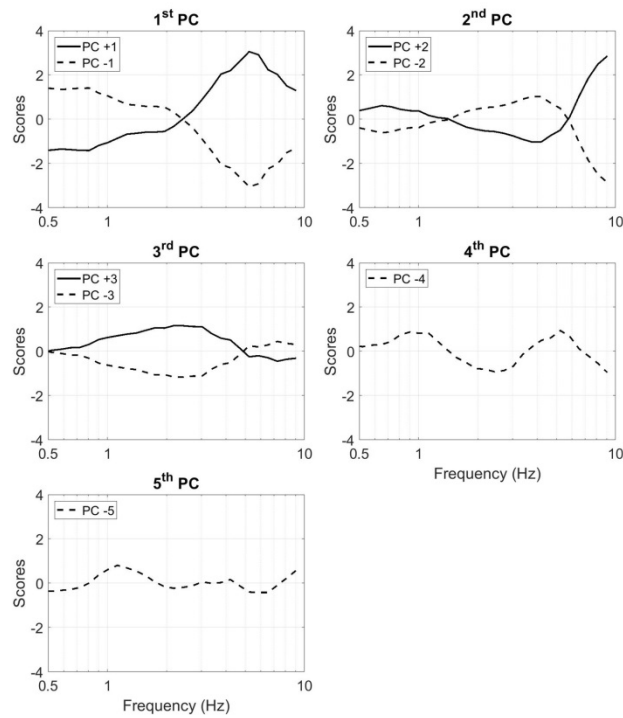 1st PC
2nd PC
4
2
0
-2
-4
Scores
PC +1
PC -1
0.5
1
10
4
2
0
-2
-4
Scores
PC +2
PC -2
0.5
1
10
3rd PC
4th PC
4
2
0
-2
-4
Scores
PC +3
PC -3
0.5
1
10
4
2
0
-2
-4
Scores
PC -4
0.5
1
10
Frequency (Hz)
5th PC
4
2
0
-2
-4
Scores
PC -5
0.5
1
10
Frequency (Hz)